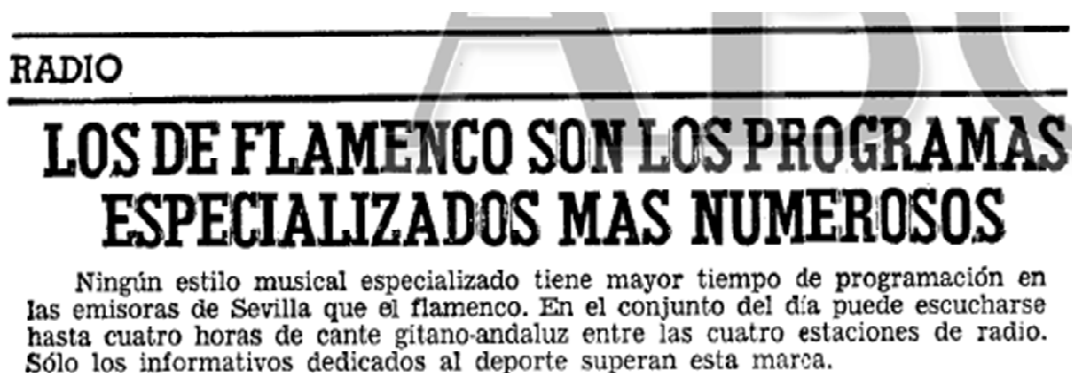 RADIO
LOS DE FLAMENCO SON LOS PROGRAMAS
ESPECIALIZADOS MAS NUMEROSOS
Ningún estilo musical especializado tiene mayor tiempo de programación en
las emisoras de Sevilla que el flamenco. En el conjunto del día puede escucharse
hasta cuatro horas de cante gitano-andaluz entre las cuatro estaciones de radio.
Sólo los informativos dedicados al deporte superan esta marca.